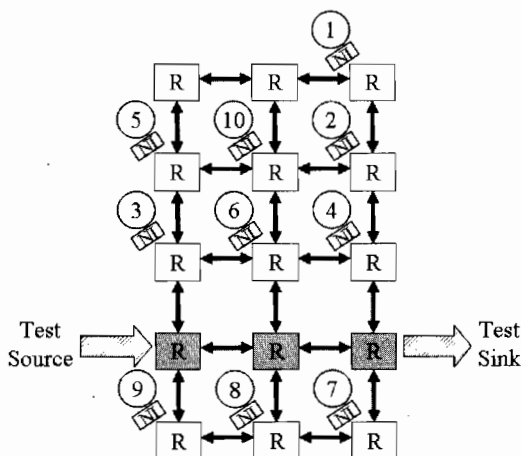 1
NI
R R R
5 10 2
NI NI NI
R R R
3 6 4
NI NI NI
R R R
Test Source
R R R
Test Sink
9 8 7
NI NI NI
R R R